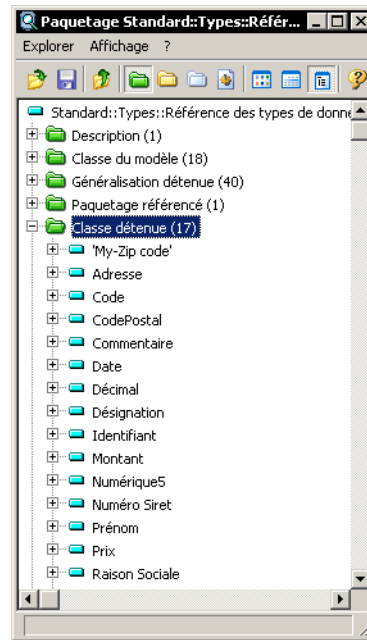 Paquetage Standard::Types::Référ...
Explorer Affichage ?
Standard::Types::Référence des types de donné
Description (1)
Classe du modèle (18)
Généralisation détenue (40)
Paquetage référencé (1)
Classe détenue (17)
'My-Zip code'
Adresse
Code
CodePostal
Commentaire
Date
Décimal
Désignation
Identifiant
Montant
Numérique5
Numéro Siret
Prénom
Prix
Raison Sociale